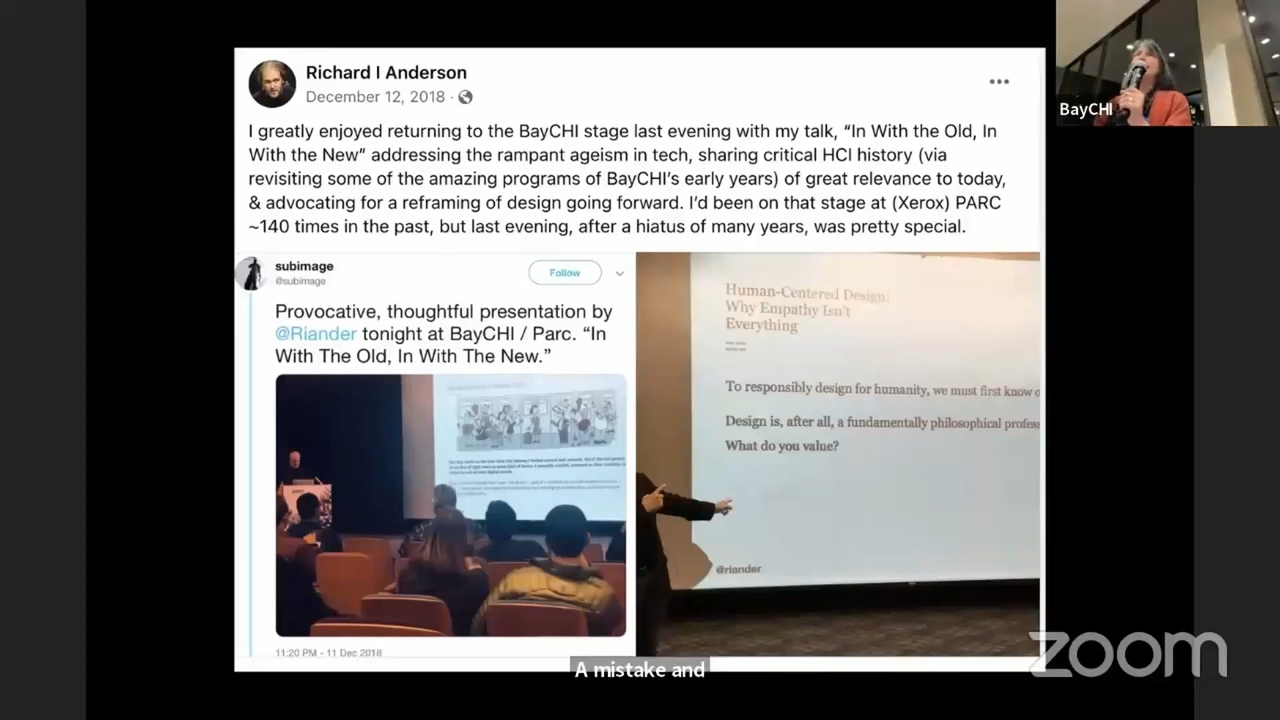 Richard I Anderson
December 12, 2018 ·
I greatly enjoyed returning to the BayCHI stage last evening with my talk, “In With the Old, In
With the New” addressing the rampant ageism in tech, sharing critical HCI history (via
revisiting some of the amazing programs of BayCHI’s early years) of great relevance to today,
& advocating for a reframing of design going forward. I’d been on that stage at (Xerox) PARC
~140 times in the past, but last evening, after a hiatus of many years, was pretty special.
subimage
@subimage
Follow
Provocative, thoughtful presentation by
@Riander tonight at BayCHI / Parc. “In
With The Old, In With The New.”
11:20 PM - 11 Dec 2018
Human-Centered Design:
Why Empathy Isn’t
Everything
To responsibly design for humanity, we must first know o
Design is, after all, a fundamentally philosophical profes
What do you value?
@riander
BayCHI
A mistake and
zoom